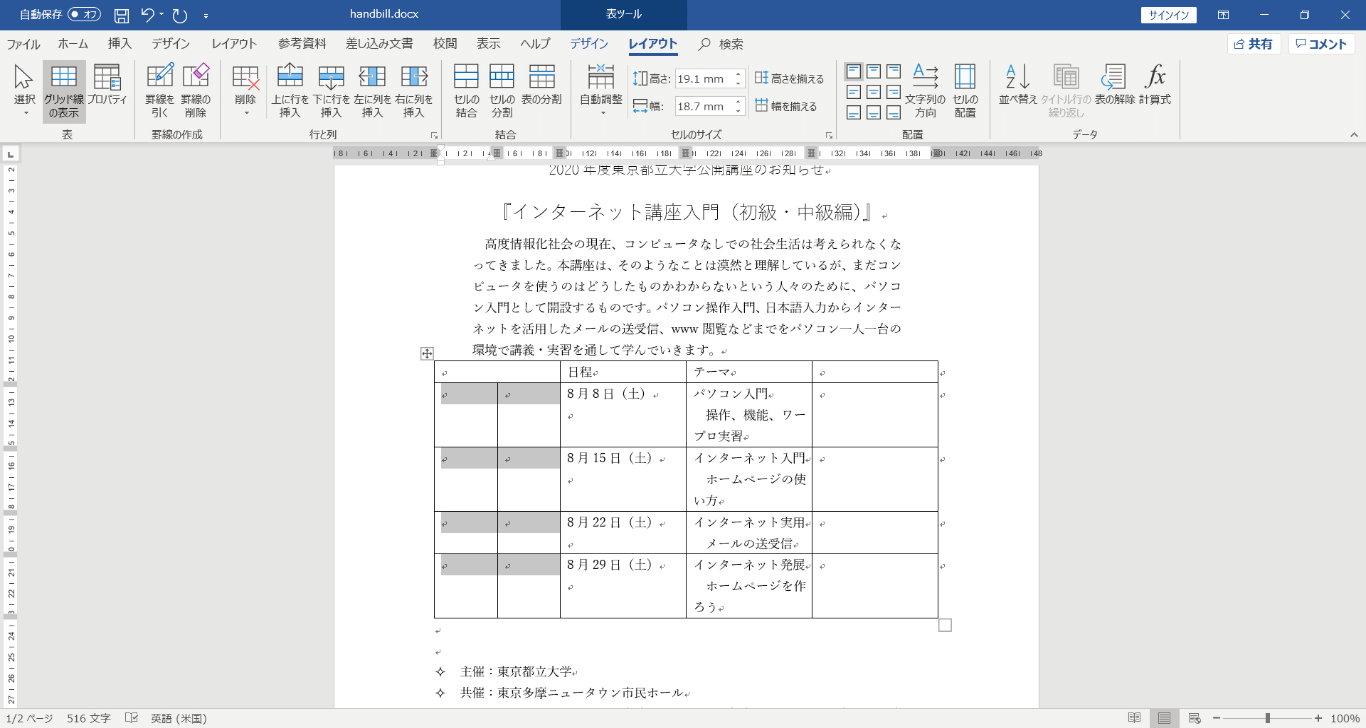 自動保存 オフ handbill.docx 表ツール サインイン
ファイル ホーム 挿入 デザイン レイアウト 参考資料 差し込み文書 校閲 表示 ヘルプ デザイン レイアウト 検索 共有 コメント
選択 グリッド線の表示 プロパティ 罫線を引く 罫線の削除 削除 上に行を挿入 下に行を挿入 左に列を挿入 右に列を挿入 セルの結合 セルの分割 表の分割 自動調整 高さ: 19.1 mm 高さを揃える 幅: 18.7 mm 幅を揃える 文字列の方向 セルの配置 並べ替え タイトル行の繰り返し 表の解除 計算式
表 罫線の作成 行と列 結合 セルのサイズ 配置 データ
2020 年度東京都立大学公開講座のお知らせ
『インターネット講座入門（初級・中級編）』
高度情報化社会の現在、コンピュータなしでの社会生活は考えられなくな
ってきました。本講座は、そのようなことは漠然と理解しているが、まだコン
ピュータを使うのはどうしたものかわからないという人々のために、パソコ
ン入門として開設するものです。パソコン操作入門、日本語入力からインター
ネットを活用したメールの送受信、www 閲覧などまでをパソコン一人一台の
環境で講義・実習を通して学んでいきます。
日程 テーマ
8 月 8 日（土） パソコン入門
操作、機能、ワー
プロ実習
8 月 15 日（土） インターネット入門
ホームページの使
い方
8 月 22 日（土） インターネット実用
メールの送受信
8 月 29 日（土） インターネット発展
ホームページを作
ろう
✧ 主催：東京都立大学
✧ 共催：東京多摩ニュータウン市民ホール
1/2 ページ 516 文字 英語 (米国) 100%